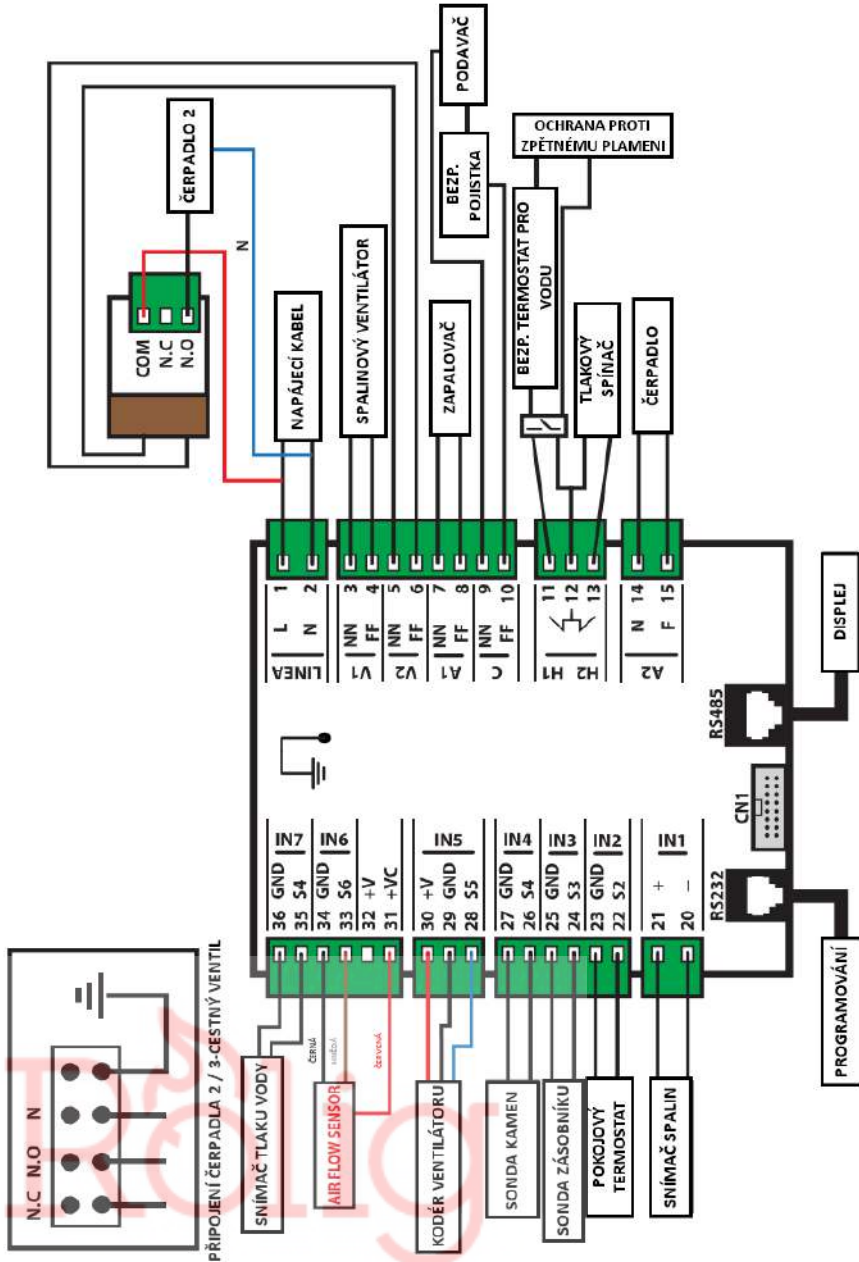 N.C N.O N
PŘIPOJENÍ ČERPADLA 2 / 3-CESTNÝ VENTIL
COM
N.C
N.O
ČERPADLO 2
N
NAPÁJECÍ KABEL
SPALINOVÝ VENTILÁTOR
ZAPALOVAČ
PODAVAČ
BEZP.
POJISTKA
OCHRANA PROTI
ZPĚTNÉMU PLAMENI
BEZP. TERMOSTAT PRO
VODU
TLAKOVÝ
SPÍNAČ
ČERPADLO
LINEA
L 1
N 2
V1
NN 3
FF 4
V2
NN 5
FF 6
A1
NN 7
FF 8
C
NN 9
FF 10
H1 H2
11
12
13
A2
N 14
F 15
IN7
36 GND
35 S4
IN6
34 GND
33 S6
32 +V
31 +VC
IN5
30 +V
29 GND
28 S5
IN4
27 GND
26 S4
IN3
25 GND
24 S3
IN2
23 GND
22 S2
IN1
21 +
20 –
SNÍMAČ TLAKU VODY
ČERNÁ
HNĚDÁ
ČERVENÁ
AIR FLOW SENSOR
KODÉR VENTILÁTORU
SONDA KAMEN
SONDA ZÁSOBNÍKU
POKOJOVÝ
TERMOSTAT
SNÍMAČ SPALIN
RS232
CN1
RS485
PROGRAMOVÁNÍ
DISPLEJ
Rolig